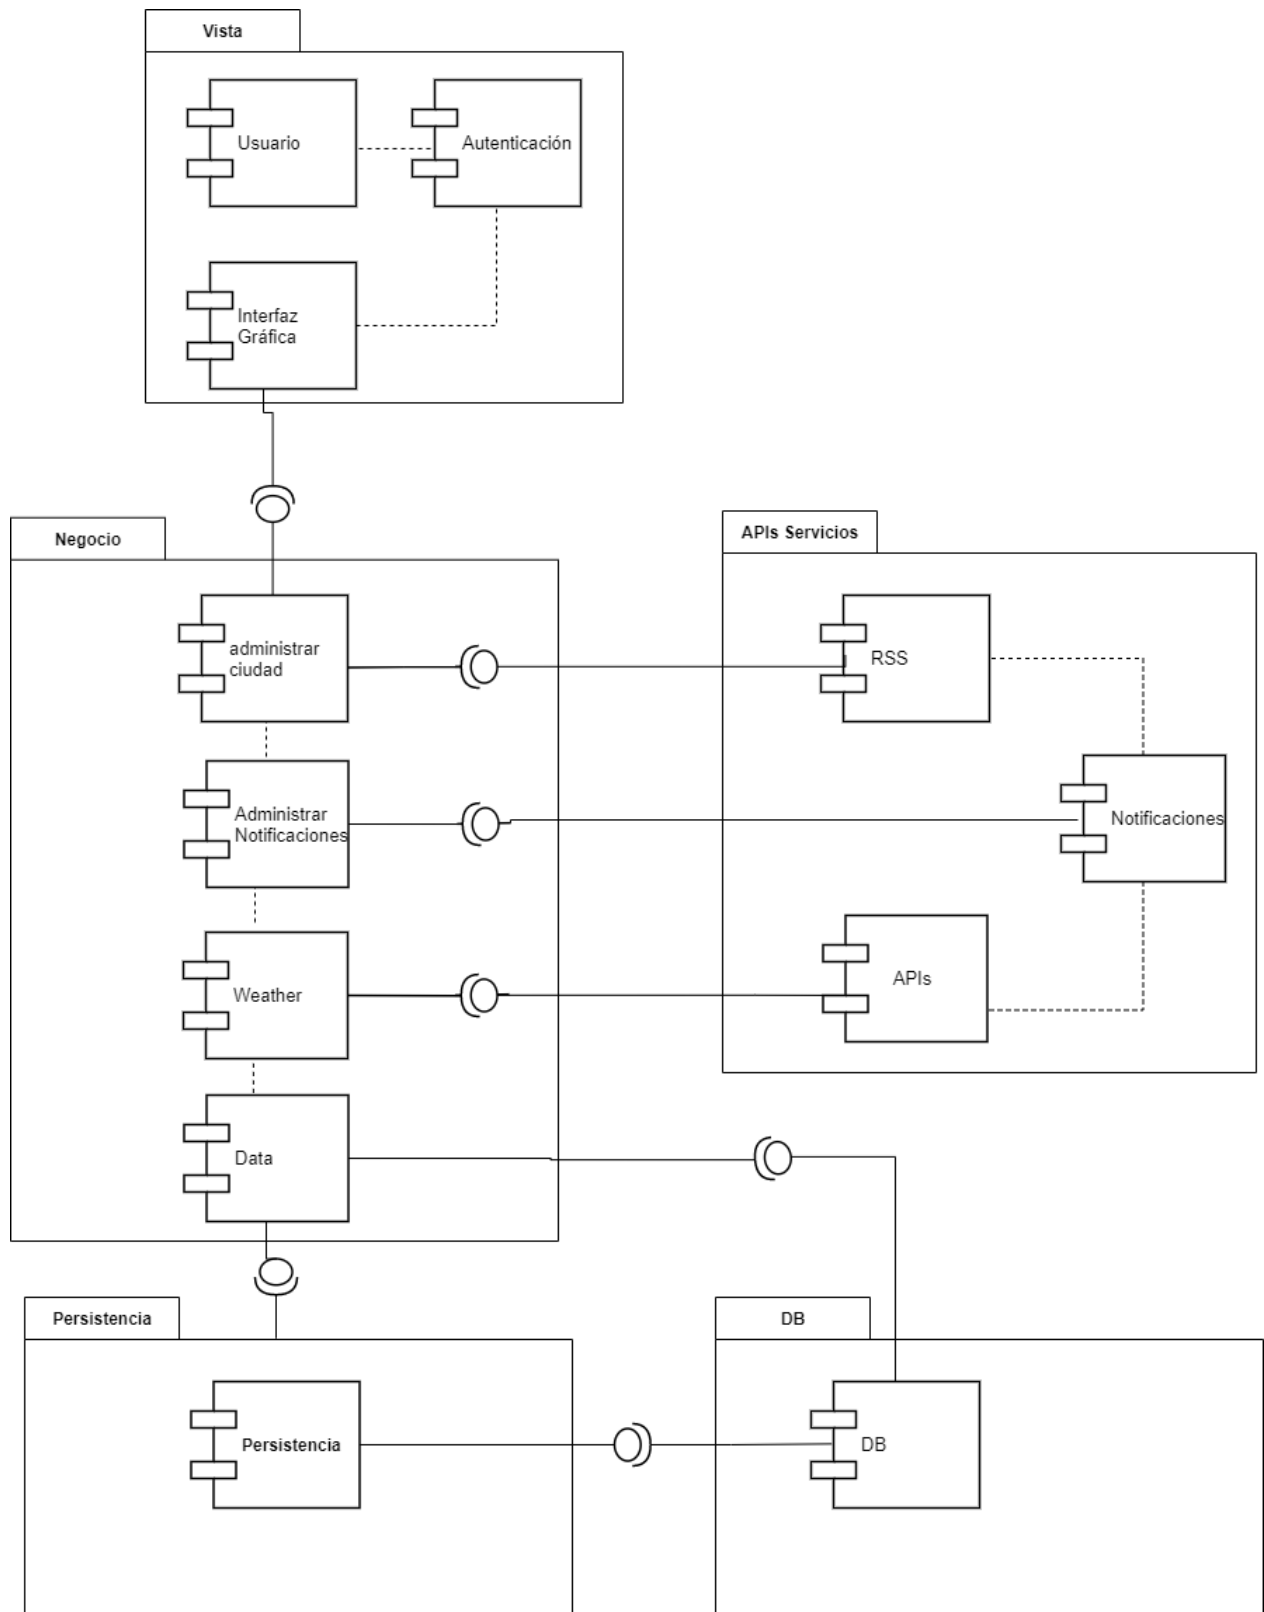 Vista
Usuario
Autenticación
Interfaz
Gráfica
Negocio
APIs Servicios
administrar
ciudad
RSS
Administrar
Notificaciones
Notificaciones
Weather
APIs
Data
Persistencia
DB
Persistencia
DB